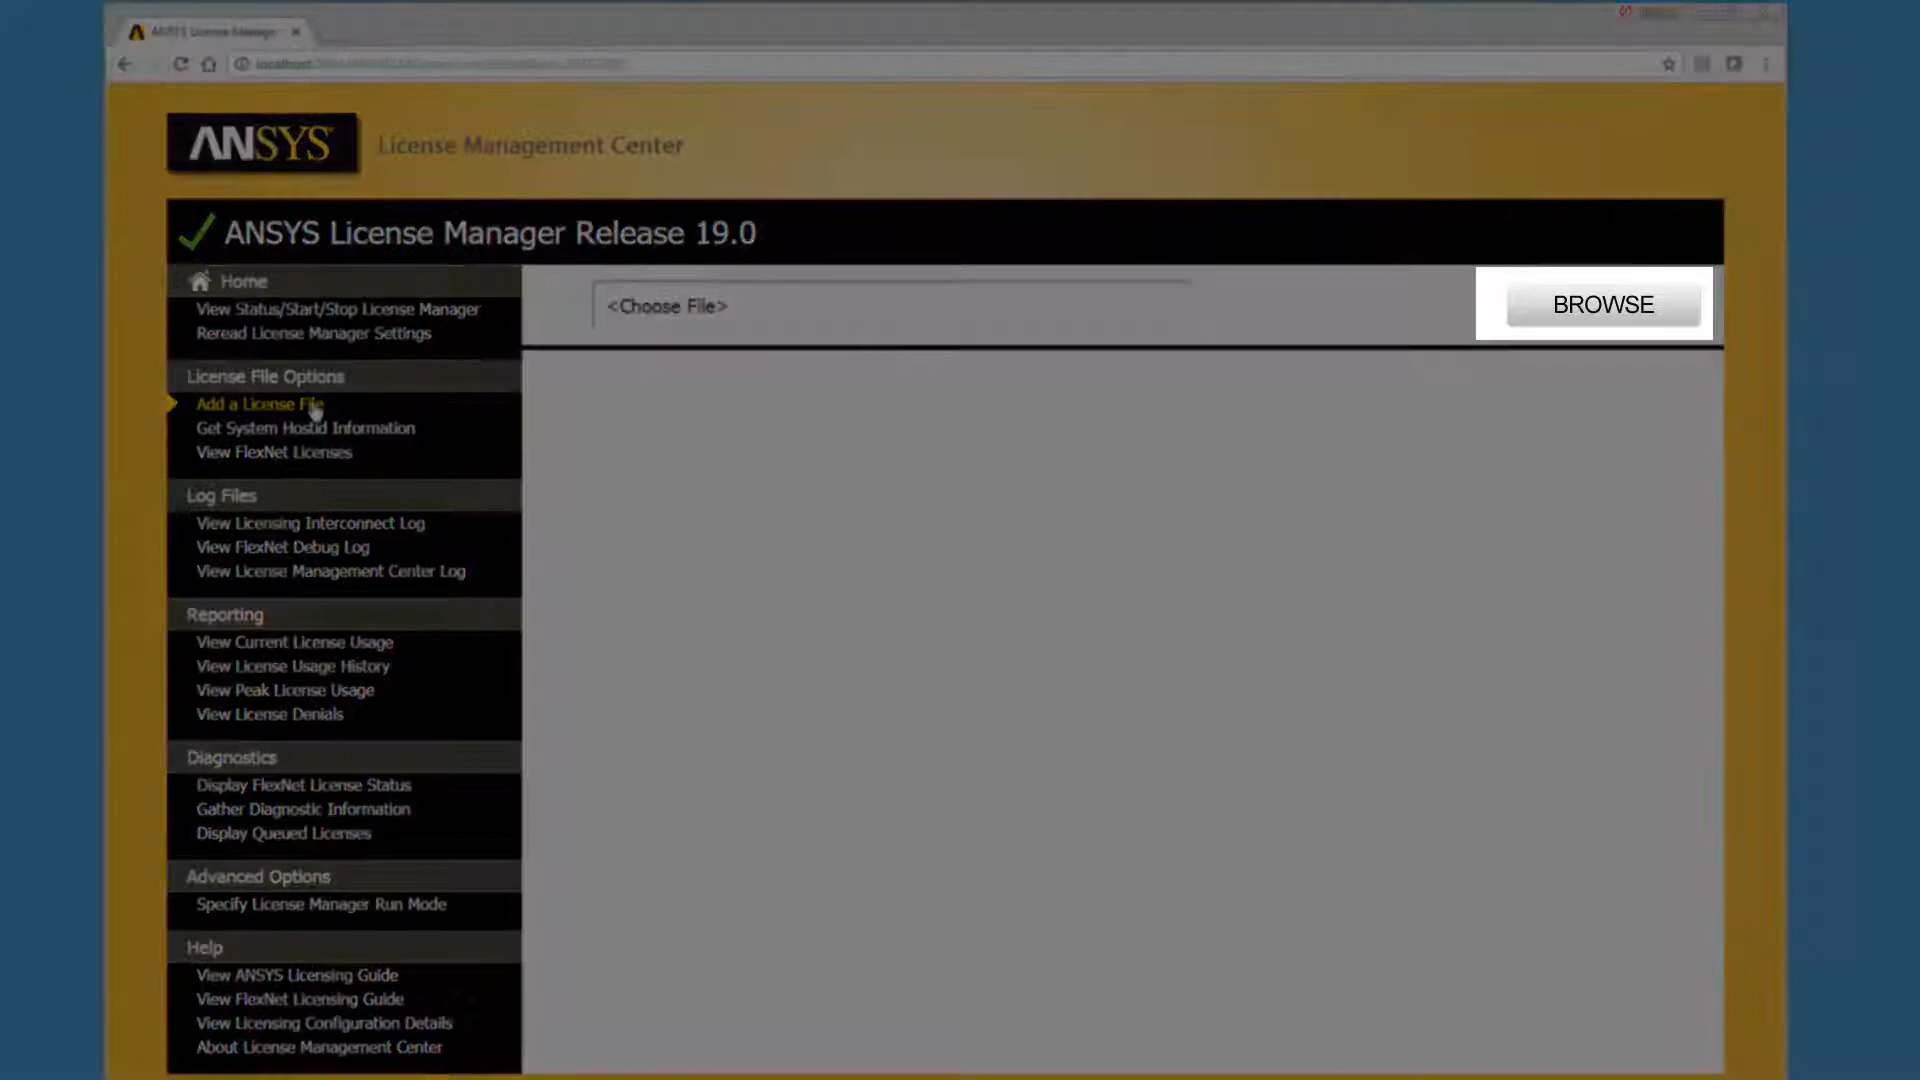 ANSYS License Manager
localhost
ANSYS
License Management Center
ANSYS License Manager Release 19.0
Home
View Status/Start/Stop License Manager
Reread License Manager Settings
License File Options
Add a License File
Get System Hostid Information
View FlexNet Licenses
Log Files
View Licensing Interconnect Log
View FlexNet Debug Log
View License Management Center Log
Reporting
View Current License Usage
View License Usage History
View Peak License Usage
View License Denials
Diagnostics
Display FlexNet License Status
Gather Diagnostic Information
Display Queued Licenses
Advanced Options
Specify License Manager Run Mode
Help
View ANSYS Licensing Guide
View FlexNet Licensing Guide
View Licensing Configuration Details
About License Management Center
<Choose File>
BROWSE